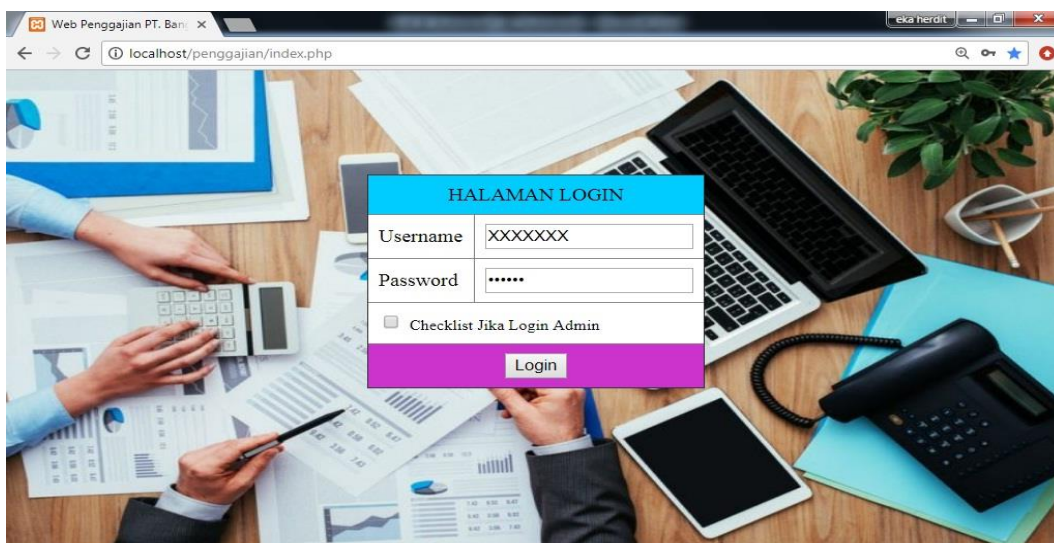 Web Penggajian PT. Ban
eka herdit
localhost/penggajian/index.php
HALAMAN LOGIN
Username
XXXXXXX
Password
••••••
Checklist Jika Login Admin
Login